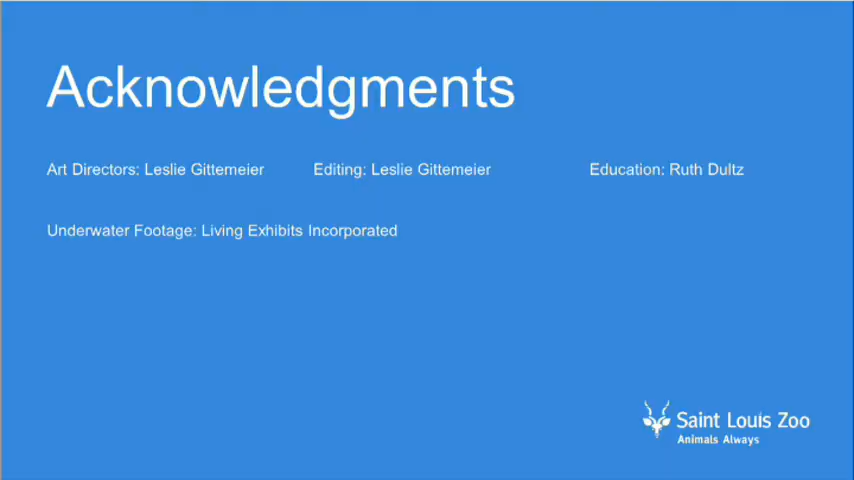 Acknowledgments
Art Directors: Leslie Gittemeier Editing: Leslie Gittemeier Education: Ruth Dultz
Underwater Footage: Living Exhibits Incorporated
Saint Louis Zoo
Animals Always